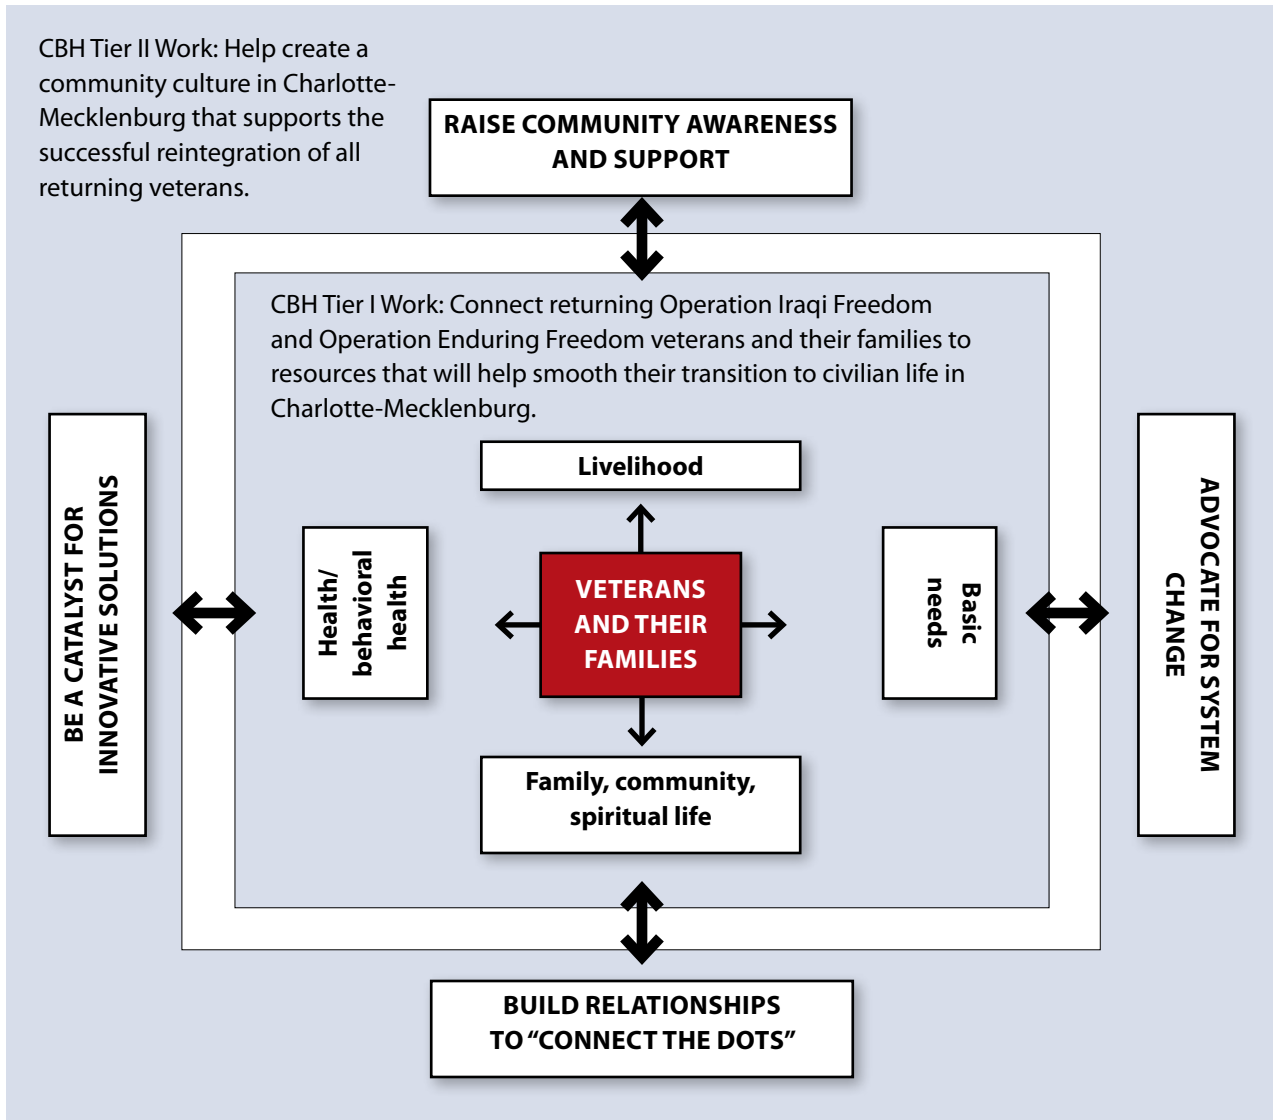 CBH Tier II Work: Help create a
community culture in Charlotte-
Mecklenburg that supports the
successful reintegration of all
returning veterans.
RAISE COMMUNITY AWARENESS
AND SUPPORT
CBH Tier I Work: Connect returning Operation Iraqi Freedom
and Operation Enduring Freedom veterans and their families to
resources that will help smooth their transition to civilian life in
Charlotte-Mecklenburg.
BE A CATALYST FOR
INNOVATIVE SOLUTIONS
Livelihood
Health/
behavioral
health
VETERANS
AND THEIR
FAMILIES
Basic
needs
ADVOCATE FOR SYSTEM
CHANGE
Family, community,
spiritual life
BUILD RELATIONSHIPS
TO “CONNECT THE DOTS”